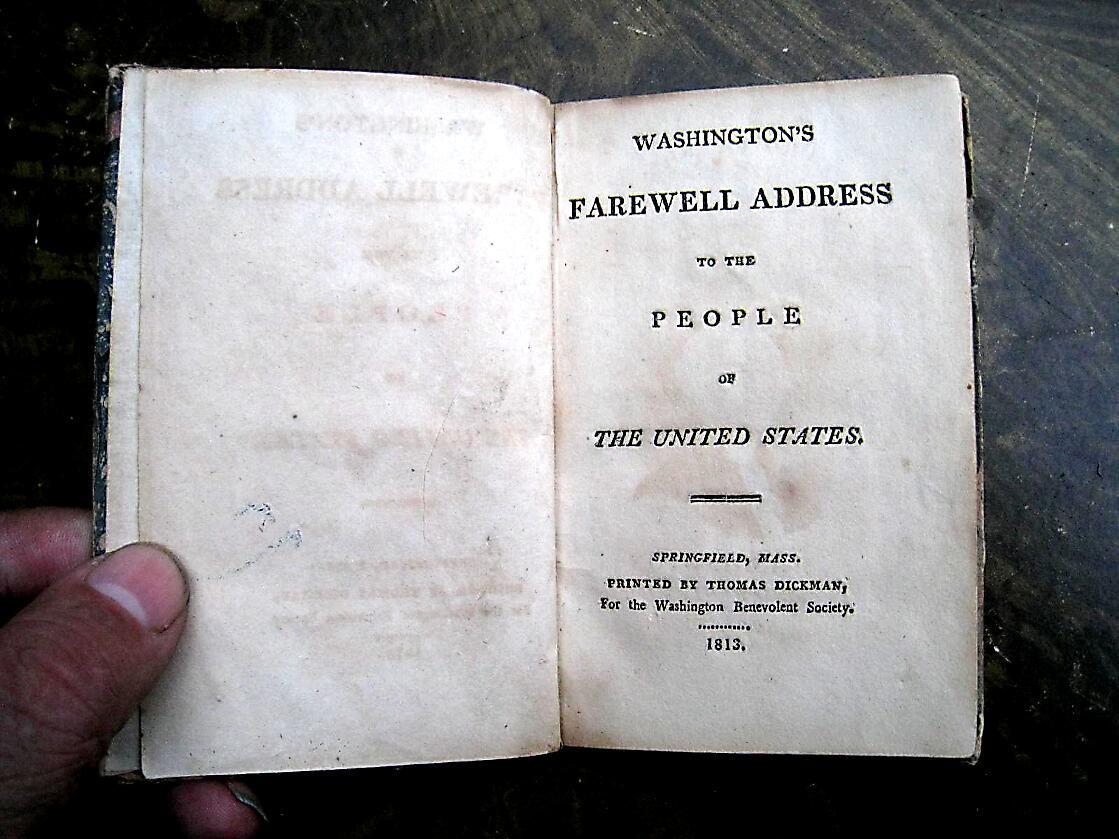 WASHINGTON'S
FAREWELL ADDRESS
TO THE
PEOPLE
OF
THE UNITED STATES.
SPRINGFIELD, MASS.
PRINTED BY THOMAS DICKMAN,
For the Washington Benevolent Society.
1813.